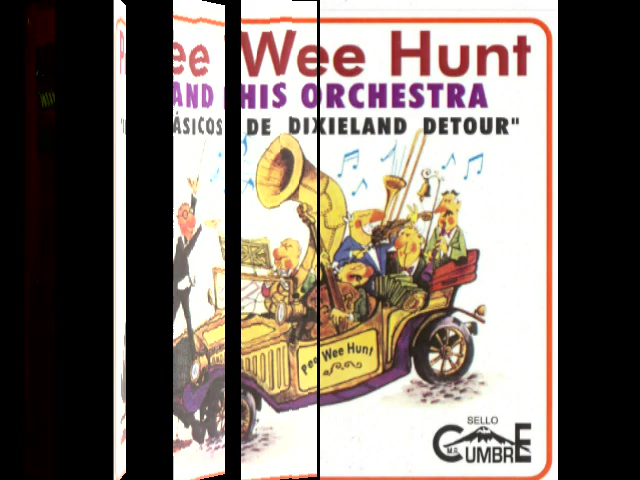 Wee Hunt
AND HIS ORCHESTRA
DE DIXIELAND DETOUR"
Pee Wee Hunt
SELLO
CUMBRE